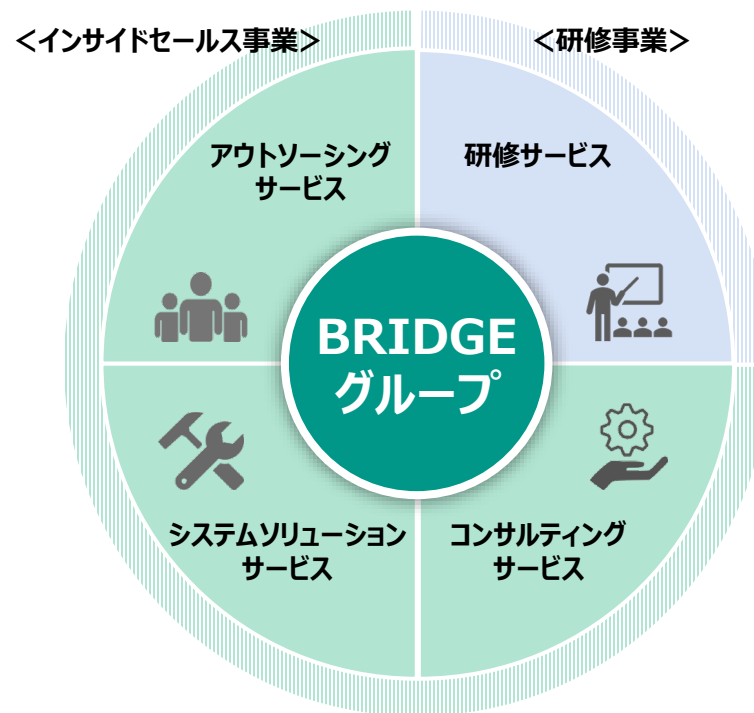 ＜インサイドセールス事業＞
＜研修事業＞
アウトソーシング
サービス
研修サービス
BRIDGE
グループ
システムソリューション
サービス
コンサルティング
サービス